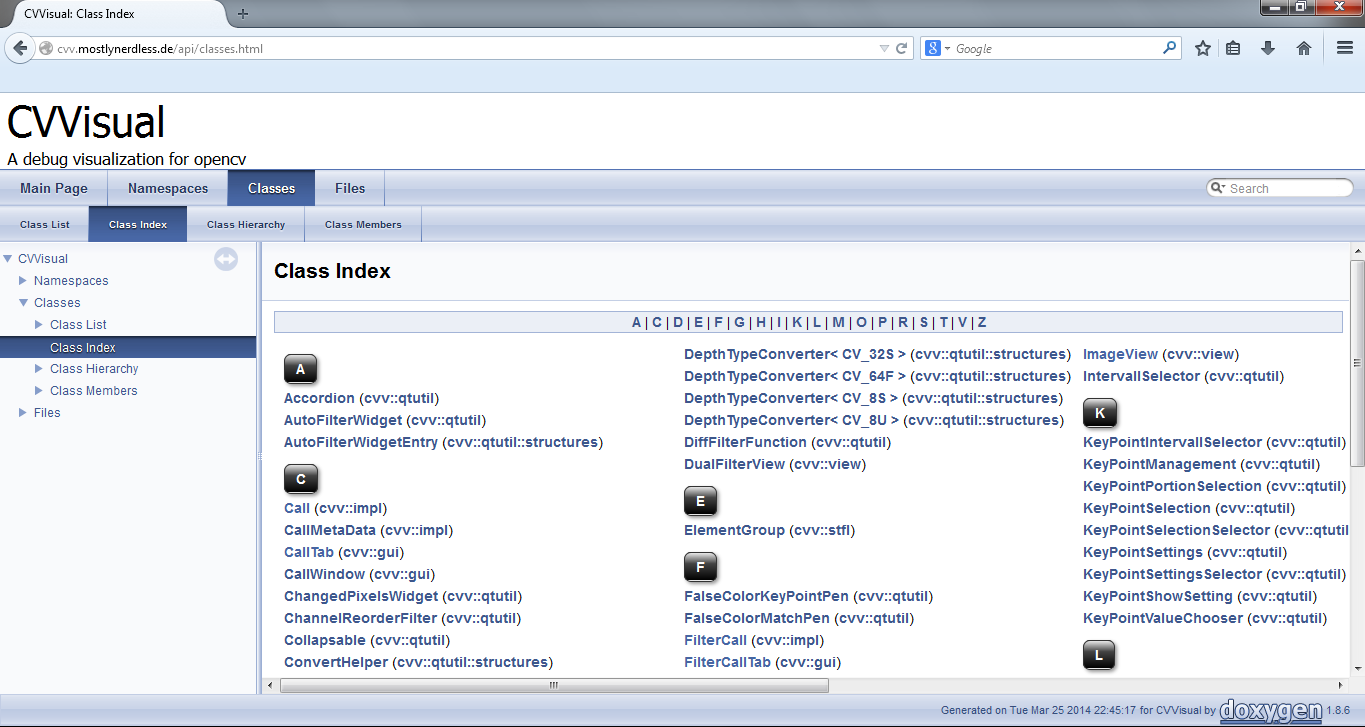 CVVisual: Class Index
cvv.mostlynerdless.de/api/classes.html
Google
CVVisual
A debug visualization for opencv
Main Page
Namespaces
Classes
Files
Search
Class List
Class Index
Class Hierarchy
Class Members
CVVisual
Namespaces
Classes
Class List
Class Index
Class Hierarchy
Class Members
Files
Class Index
A | C | D | E | F | G | H | I | K | L | M | O | P | R | S | T | V | Z
A
Accordion (cvv::qtutil)
AutoFilterWidget (cvv::qtutil)
AutoFilterWidgetEntry (cvv::qtutil::structures)
C
Call (cvv::impl)
CallMetaData (cvv::impl)
CallTab (cvv::gui)
CallWindow (cvv::gui)
ChangedPixelsWidget (cvv::qtutil)
ChannelReorderFilter (cvv::qtutil)
Collapsable (cvv::qtutil)
ConvertHelper (cvv::qtutil::structures)
DepthTypeConverter< CV_32S > (cvv::qtutil::structures)
DepthTypeConverter< CV_64F > (cvv::qtutil::structures)
DepthTypeConverter< CV_8S > (cvv::qtutil::structures)
DepthTypeConverter< CV_8U > (cvv::qtutil::structures)
DiffFilterFunction (cvv::qtutil)
DualFilterView (cvv::view)
E
ElementGroup (cvv::stfl)
F
FalseColorKeyPointPen (cvv::qtutil)
FalseColorMatchPen (cvv::qtutil)
FilterCall (cvv::impl)
FilterCallTab (cvv::gui)
ImageView (cvv::view)
IntervallSelector (cvv::qtutil)
K
KeyPointIntervallSelector (cvv::qtutil)
KeyPointManagement (cvv::qtutil)
KeyPointPortionSelection (cvv::qtutil)
KeyPointSelection (cvv::qtutil)
KeyPointSelectionSelector (cvv::qtutil
KeyPointSettings (cvv::qtutil)
KeyPointSettingsSelector (cvv::qtutil)
KeyPointShowSetting (cvv::qtutil)
KeyPointValueChooser (cvv::qtutil)
L
Generated on Tue Mar 25 2014 22:45:17 for CVVisual by doxygen 1.8.6